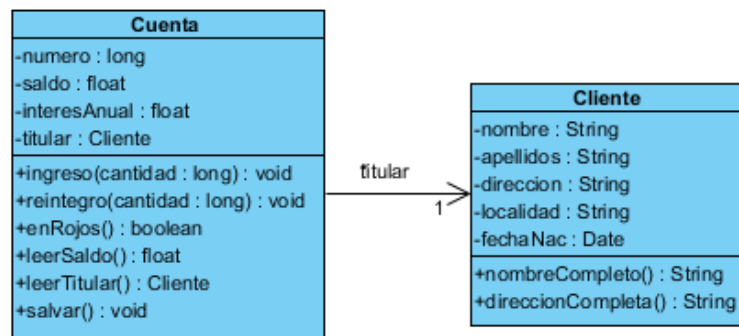 Cuenta
-numero : long
-saldo : float
-interesAnual : float
-titular : Cliente
+ingreso(cantidad : long) : void
+reintegro(cantidad : long) : void
+enRojos() : boolean
+leerSaldo() : float
+leerTitular() : Cliente
+salvar() : void
titular
1
Cliente
-nombre : String
-apellidos : String
-direccion : String
-localidad : String
-fechaNac : Date
+nombreCompleto() : String
+direccionCompleta() : String